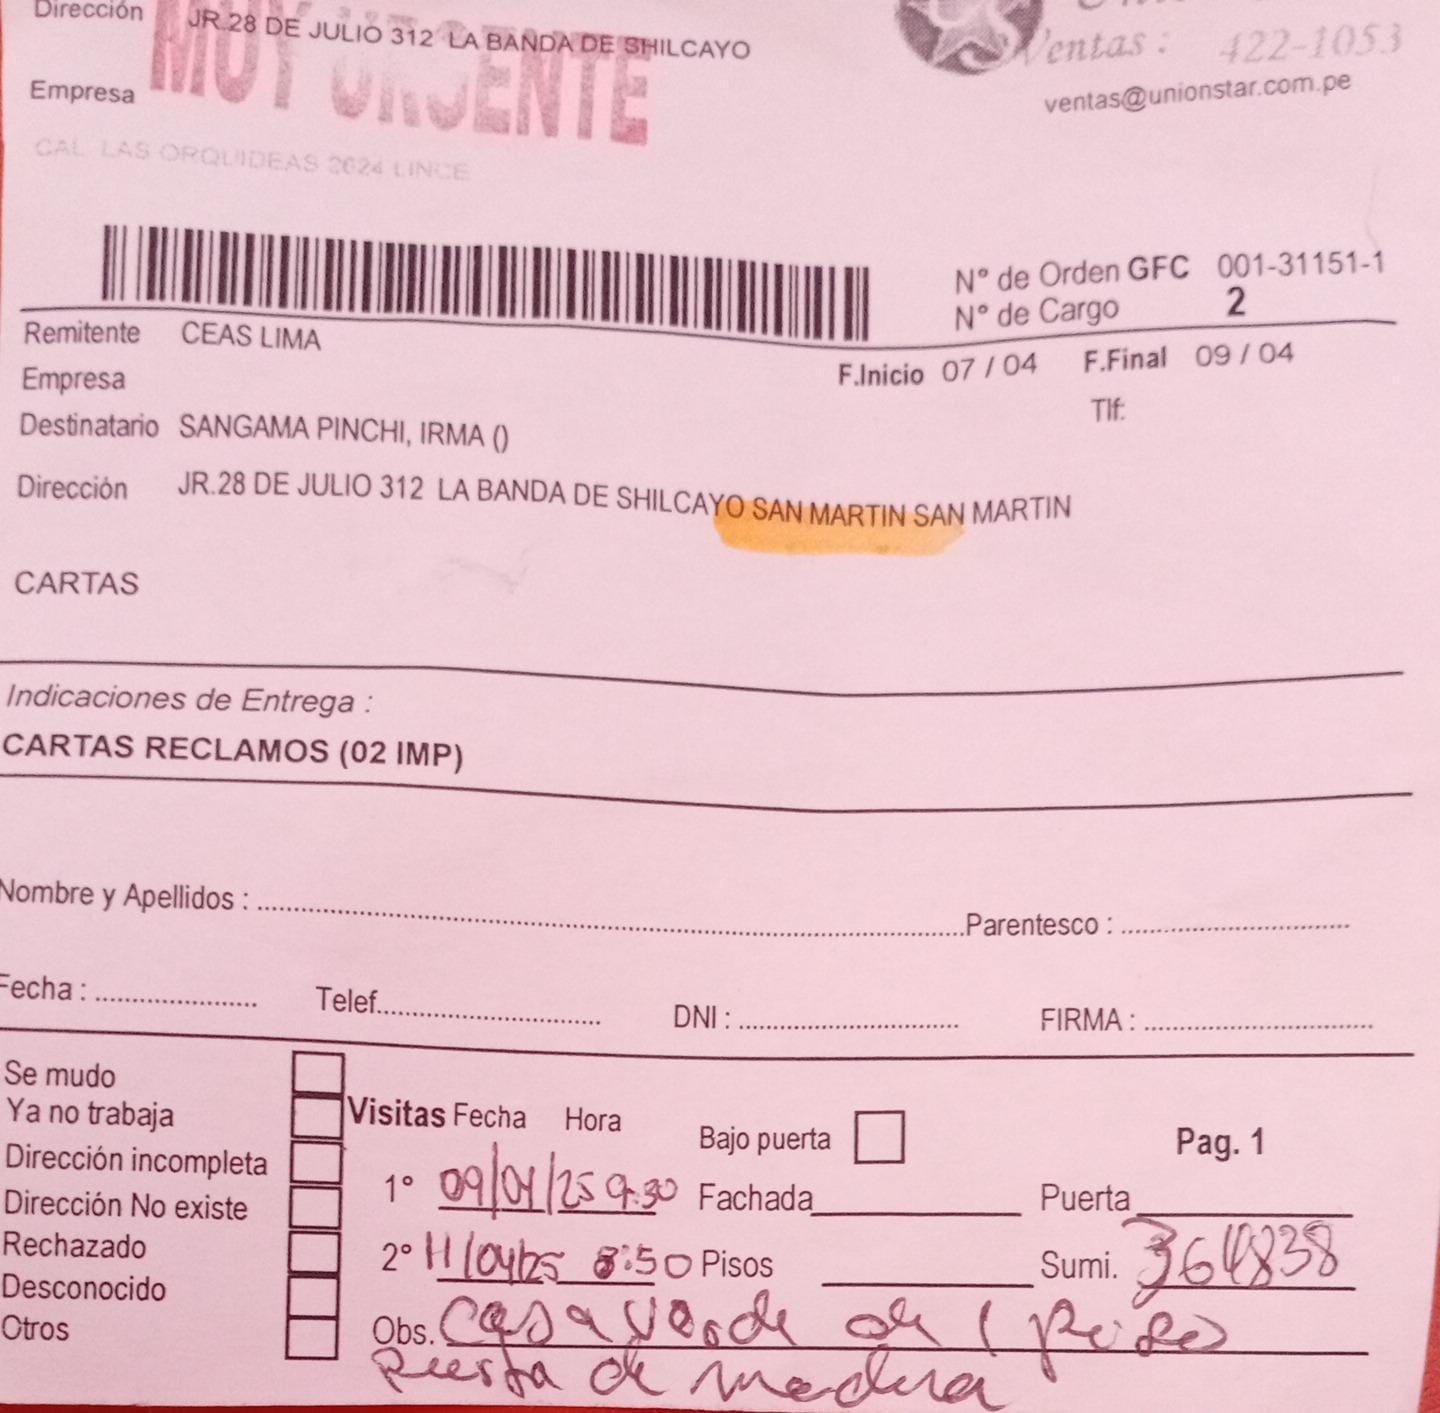 Dirección JR.28 DE JULIO 312 LA BANDA DE SHILCAYO
MUY URGENTE
Ventas: 422-1053
Empresa
ventas@unionstar.com.pe
CAL LAS ORQUIDEAS 2624 LINCE
N° de Orden GFC 001-31151-1
N° de Cargo 2
Remitente CEAS LIMA
Empresa
F.Inicio 07 / 04 F.Final 09 / 04
Tlf:
Destinatario SANGAMA PINCHI, IRMA ()
Dirección JR.28 DE JULIO 312 LA BANDA DE SHILCAYO SAN MARTIN SAN MARTIN
CARTAS
Indicaciones de Entrega :
CARTAS RECLAMOS (02 IMP)
Nombre y Apellidos : Parentesco :
Fecha : Telef. DNI : FIRMA :
Se mudo
Ya no trabaja
Dirección incompleta
Dirección No existe
Rechazado
Desconocido
Otros
Visitas Fecha Hora
Bajo puerta
Pag. 1
1° 09/04/25 9:30 Fachada Puerta
2° 11/04/25 8:50 Pisos Sumi. 364838
Obs. Casa verde de 1 piso
puerta de madera